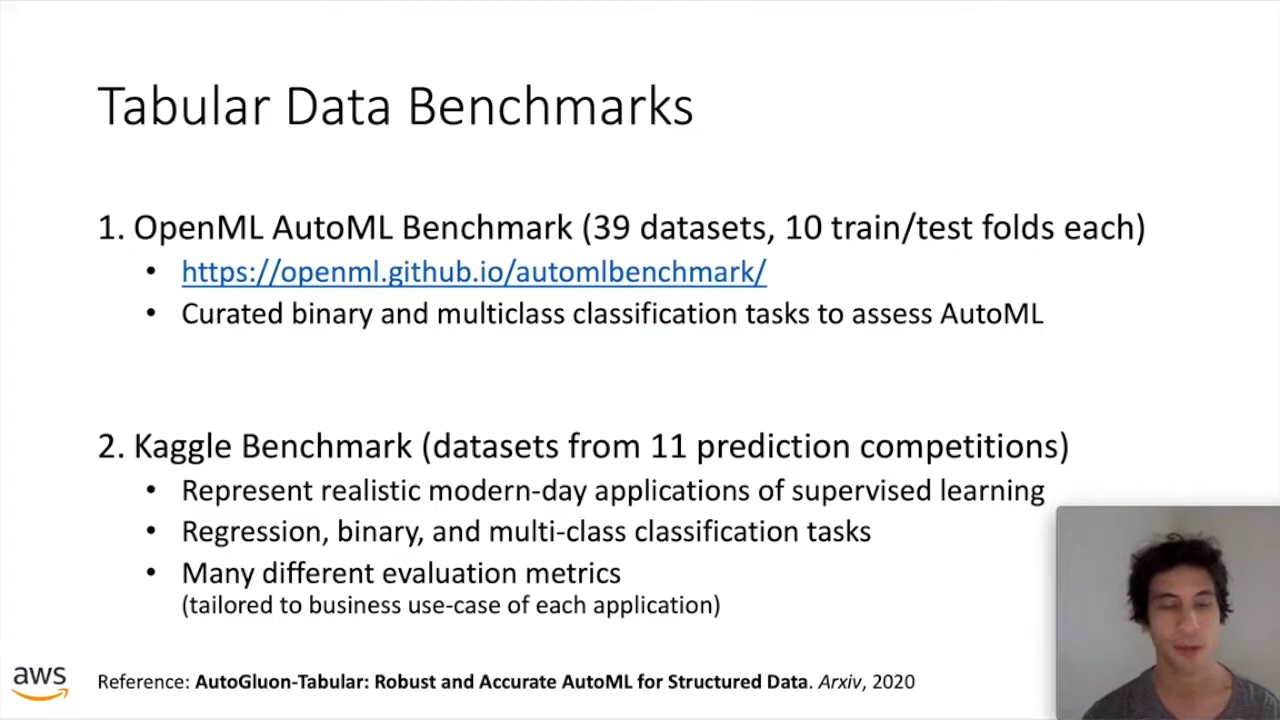 Tabular Data Benchmarks
1. OpenML AutoML Benchmark (39 datasets, 10 train/test folds each)
• https://openml.github.io/automlbenchmark/
• Curated binary and multiclass classification tasks to assess AutoML
2. Kaggle Benchmark (datasets from 11 prediction competitions)
• Represent realistic modern-day applications of supervised learning
• Regression, binary, and multi-class classification tasks
• Many different evaluation metrics
(tailored to business use-case of each application)
aws
Reference: AutoGluon-Tabular: Robust and Accurate AutoML for Structured Data. Arxiv, 2020